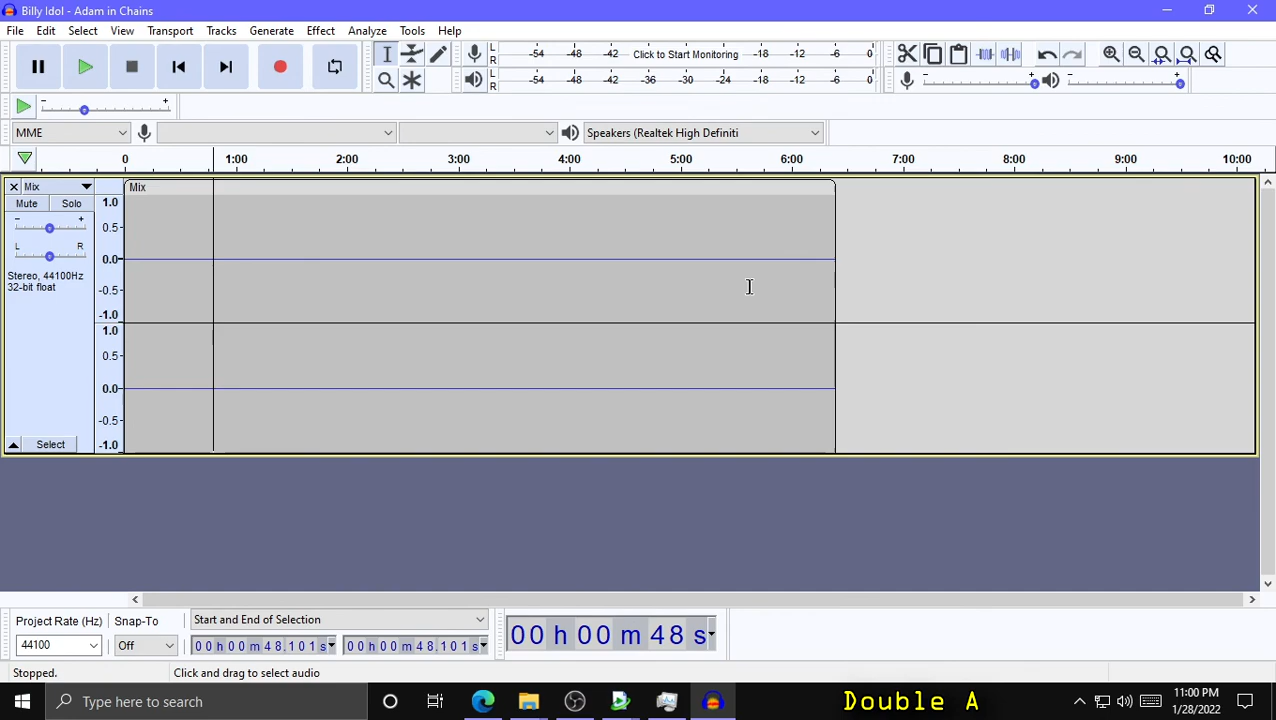 Billy Idol - Adam in Chains
File Edit Select View Transport Tracks Generate Effect Analyze Tools Help
L R -54 -48 -42 Click to Start Monitoring -18 -12 -6 0
L R -54 -48 -42 -36 -30 -24 -18 -12 -6 0
- + - +
- +
MME Speakers (Realtek High Definiti
0 1:00 2:00 3:00 4:00 5:00 6:00 7:00 8:00 9:00 10:00
× Mix 1.0 Mix
Mute Solo
- + 0.5
L R 0.0
Stereo, 44100Hz
32-bit float -0.5
-1.0
1.0
0.5
0.0
-0.5
Select -1.0
Project Rate (Hz) Snap-To Start and End of Selection
44100 Off 00 h 00 m 48.101 s 00 h 00 m 48.101 s 00 h 00 m 48 s
Stopped. Click and drag to select audio
Type here to search Double A 11:00 PM
1/28/2022